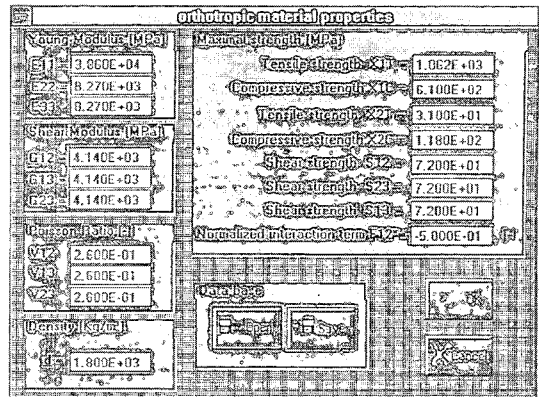 orthotropic material properties
Young Modulus [MPa]
E11 = 3.860E+04
E22 = 8.270E+03
E33 = 8.270E+03
Shear Modulus [MPa]
G12 = 4.140E+03
G13 = 4.140E+03
G23 = 4.140E+03
Poisson Ratio [-]
V12 = 2.600E-01
V13 = 2.600E-01
V23 = 2.600E-01
Density [Kg/m3]
1.800E+03
Maximal strength [MPa]
Tensile strength X1T = 1.062E+03
Compressive strength X1C = 6.100E+02
Tensile strength X2T = 3.100E+01
Compressive strength X2C = 1.180E+02
Shear strength S12 = 7.200E+01
Shear strength S23 = 7.200E+01
Shear strength S13 = 7.200E+01
Normalized interaction term F12 = -5.000E-01 [-]
Data base
Open
Save
Cancel